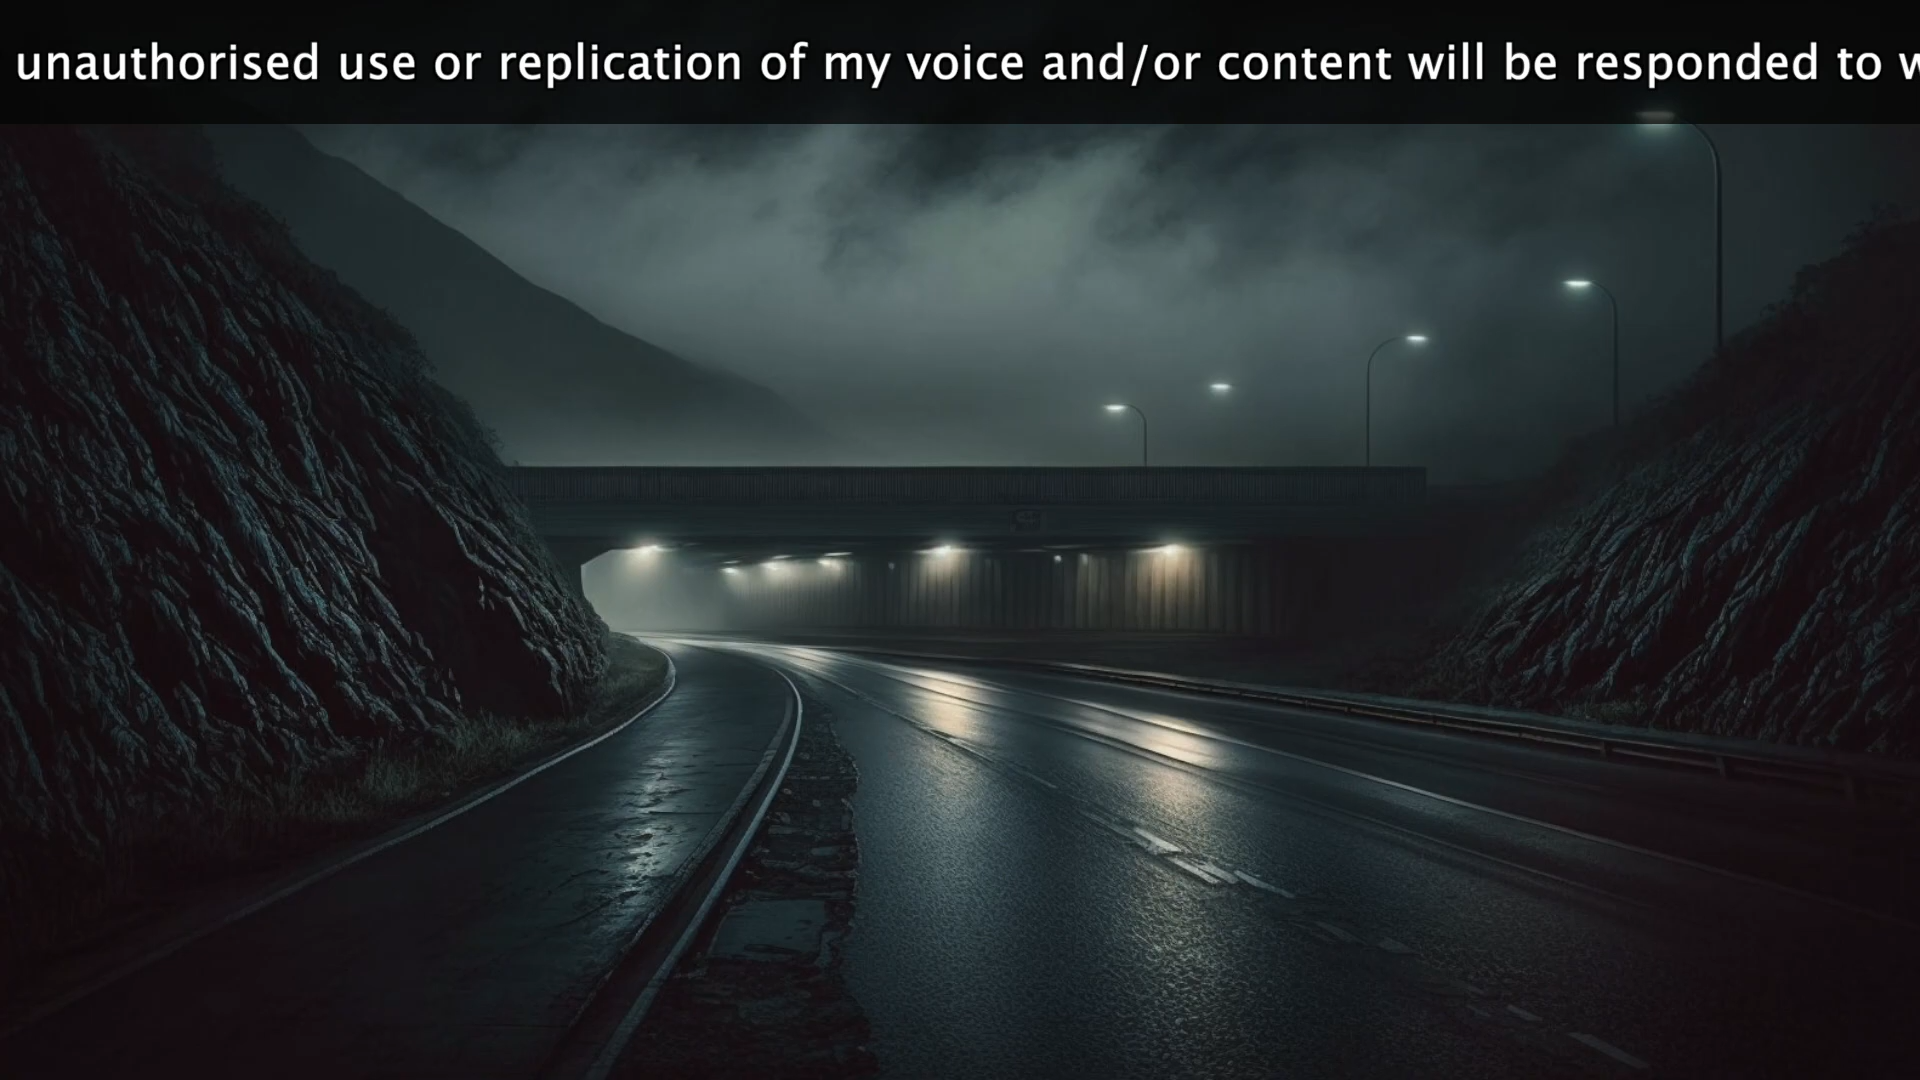 unauthorised use or replication of my voice and/or content will be responded to w